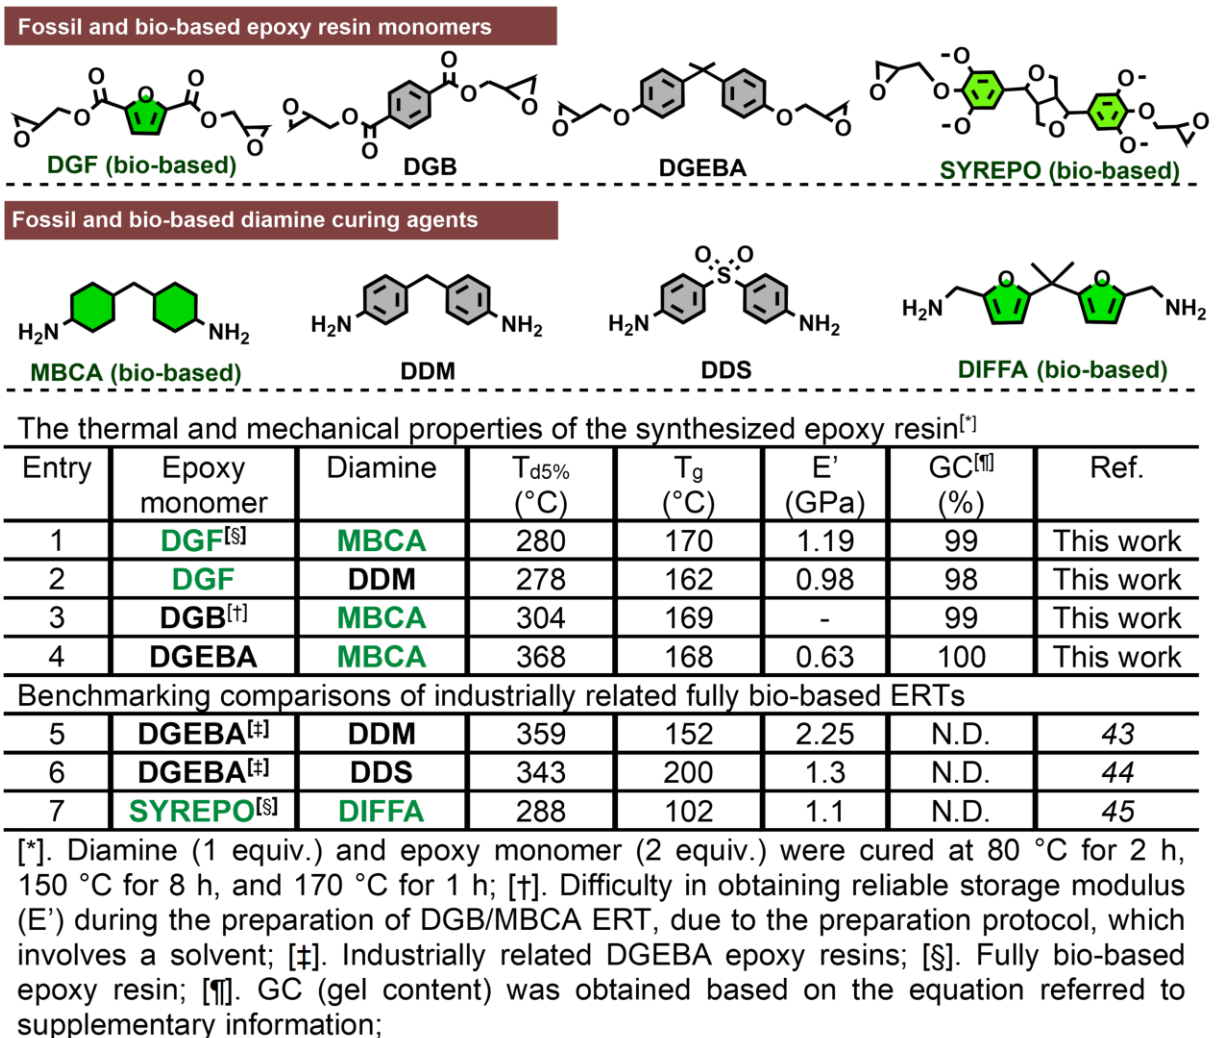 Fossil and bio-based epoxy resin monomers
O O O O O O O
DGF (bio-based)
O O O O O O
DGB
O O O O
DGEBA
O O O- O -O O O- O O O
SYREPO (bio-based)
Fossil and bio-based diamine curing agents
H2N NH2
MBCA (bio-based)
H2N NH2
DDM
O O S H2N NH2
DDS
O O H2N NH2
DIFFA (bio-based)
The thermal and mechanical properties of the synthesized epoxy resin[*]
Entry Epoxy monomer Diamine Td5% (°C) Tg (°C) E’ (GPa) GC[¶] (%) Ref.
1 DGF[§] MBCA 280 170 1.19 99 This work
2 DGF DDM 278 162 0.98 98 This work
3 DGB[†] MBCA 304 169 - 99 This work
4 DGEBA MBCA 368 168 0.63 100 This work
Benchmarking comparisons of industrially related fully bio-based ERTs
5 DGEBA[‡] DDM 359 152 2.25 N.D. 43
6 DGEBA[‡] DDS 343 200 1.3 N.D. 44
7 SYREPO[§] DIFFA 288 102 1.1 N.D. 45
[*]. Diamine (1 equiv.) and epoxy monomer (2 equiv.) were cured at 80 °C for 2 h,
150 °C for 8 h, and 170 °C for 1 h; [†]. Difficulty in obtaining reliable storage modulus
(E’) during the preparation of DGB/MBCA ERT, due to the preparation protocol, which
involves a solvent; [‡]. Industrially related DGEBA epoxy resins; [§]. Fully bio-based
epoxy resin; [¶]. GC (gel content) was obtained based on the equation referred to
supplementary information;